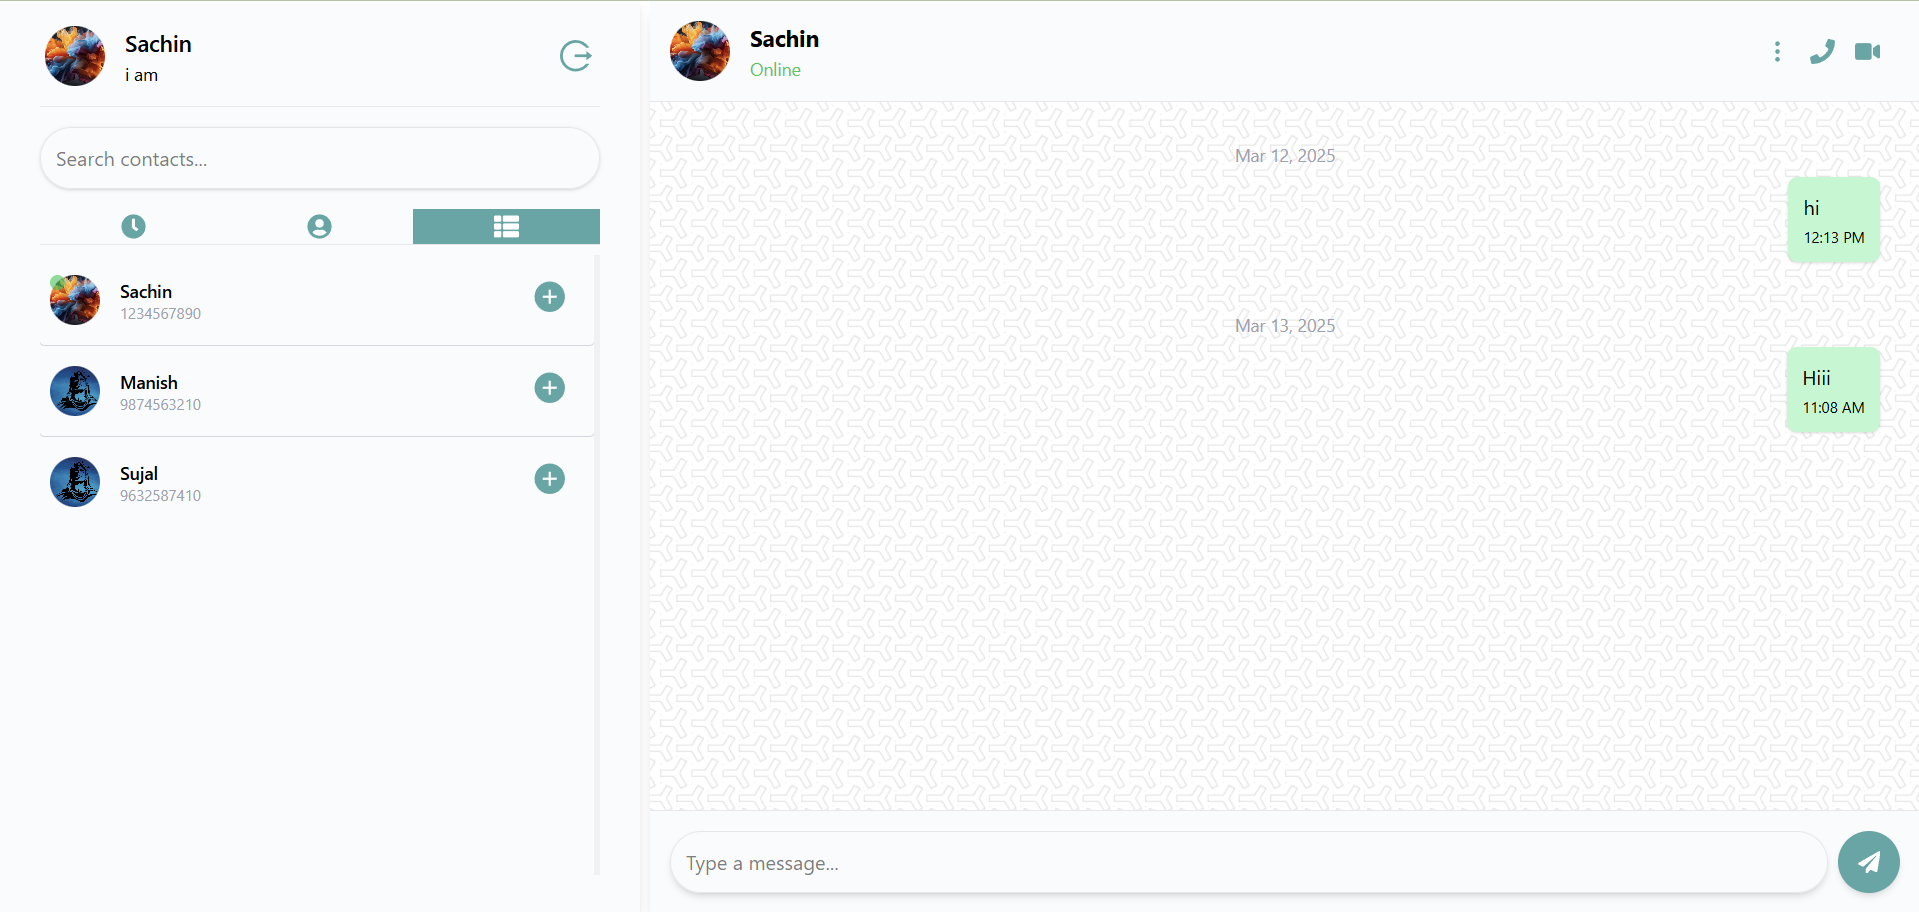 Sachin
i am
Search contacts...
Sachin
1234567890
Manish
9874563210
Sujal
9632587410
Sachin
Online
Mar 12, 2025
hi
12:13 PM
Mar 13, 2025
Hiii
11:08 AM
Type a message...